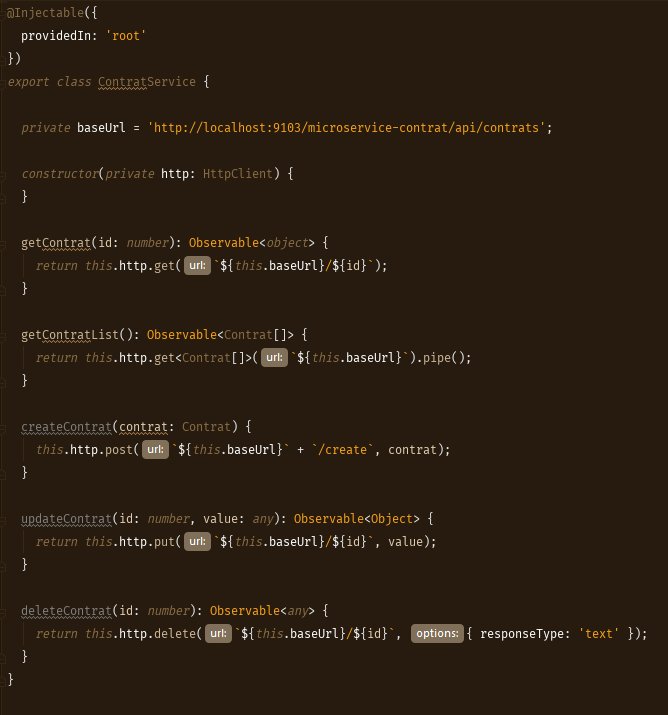 @Injectable({
  providedIn: 'root'
})
export class ContratService {

  private baseUrl = 'http://localhost:9103/microservice-contrat/api/contrats';

  constructor(private http: HttpClient) {
  }

  getContrat(id: number): Observable<object> {
    return this.http.get( url: `${this.baseUrl}/${id}`);
  }

  getContratList(): Observable<Contrat[]> {
    return this.http.get<Contrat[]>( url: `${this.baseUrl}`).pipe();
  }

  createContrat(contrat: Contrat) {
    this.http.post( url: `${this.baseUrl}` + `/create`, contrat);
  }

  updateContrat(id: number, value: any): Observable<Object> {
    return this.http.put( url: `${this.baseUrl}/${id}`, value);
  }

  deleteContrat(id: number): Observable<any> {
    return this.http.delete( url: `${this.baseUrl}/${id}`, options: { responseType: 'text' });
  }
}